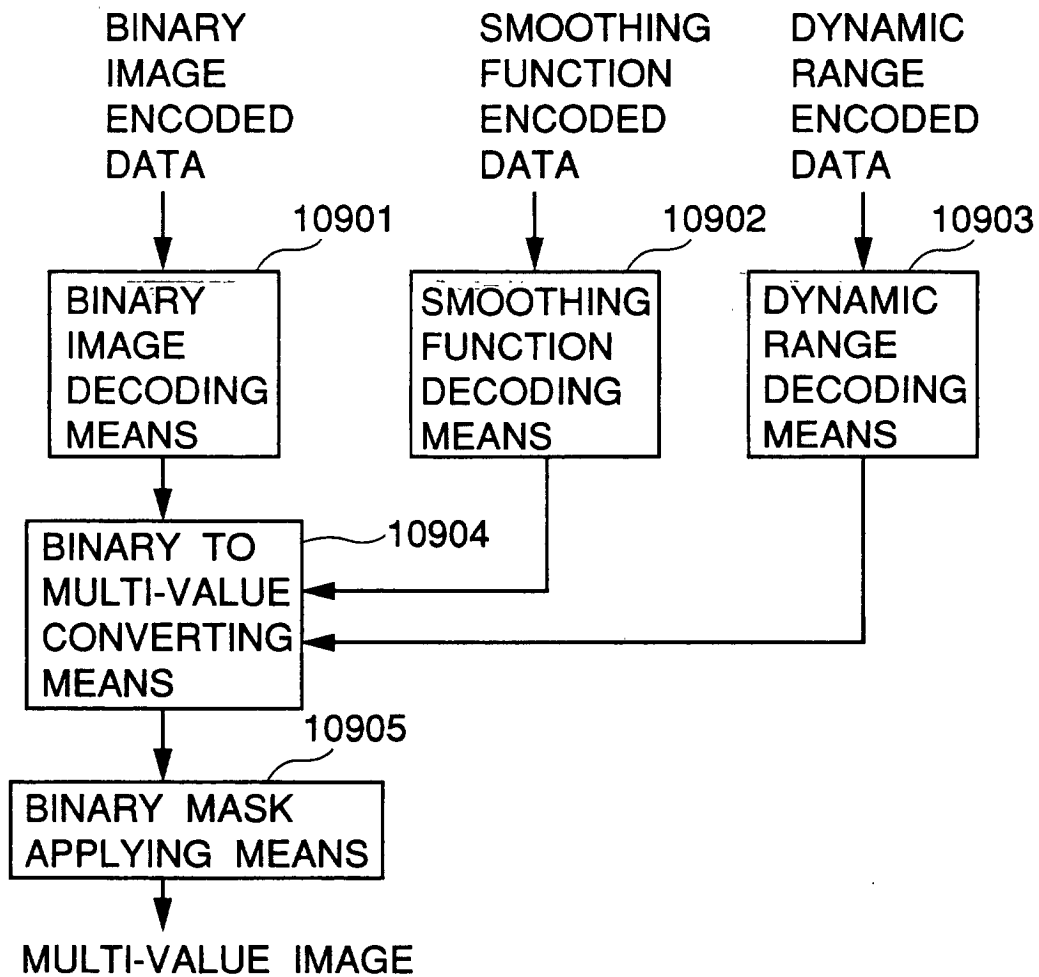 BINARY
IMAGE
ENCODED
DATA
SMOOTHING
FUNCTION
ENCODED
DATA
DYNAMIC
RANGE
ENCODED
DATA
10901
10902
10903
BINARY
IMAGE
DECODING
MEANS
SMOOTHING
FUNCTION
DECODING
MEANS
DYNAMIC
RANGE
DECODING
MEANS
10904
BINARY TO
MULTI-VALUE
CONVERTING
MEANS
10905
BINARY MASK
APPLYING MEANS
MULTI-VALUE IMAGE